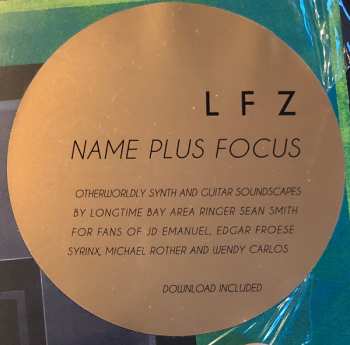 LFZ
NAME PLUS FOCUS
OTHERWORLDLY SYNTH AND GUITAR SOUNDSCAPES
BY LONGTIME BAY AREA RINGER SEAN SMITH
FOR FANS OF JD EMANUEL, EDGAR FROESE
SYRINX, MICHAEL ROTHER AND WENDY CARLOS
DOWNLOAD INCLUDED